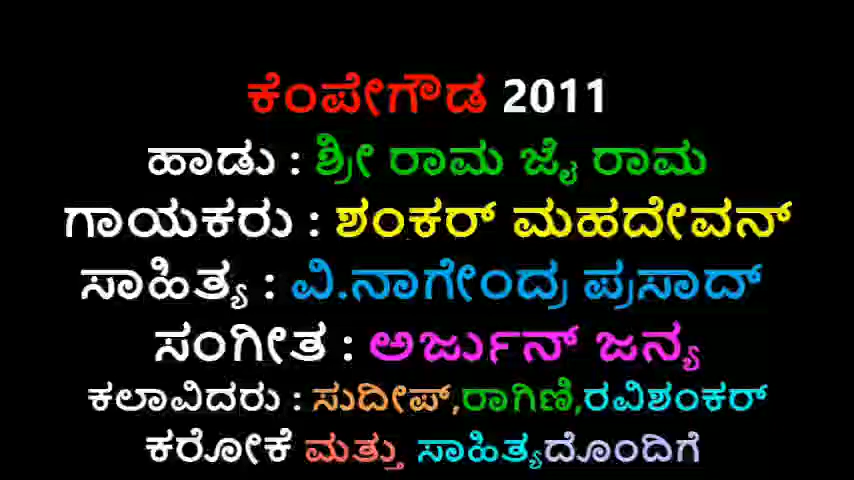 ಕೆಂಪೇಗೌಡ 2011
ಹಾಡು : ಶ್ರೀ ರಾಮ ಜೈ ರಾಮ
ಗಾಯಕರು : ಶಂಕರ್ ಮಹದೇವನ್
ಸಾಹಿತ್ಯ : ವಿ.ನಾಗೇಂದ್ರ ಪ್ರಸಾದ್
ಸಂಗೀತ : ಅರ್ಜುನ್ ಜನ್ಯ
ಕಲಾವಿದರು : ಸುದೀಪ್,ರಾಗಿಣಿ,ರವಿಶಂಕರ್
ಕರೋಕೆ ಮತ್ತು ಸಾಹಿತ್ಯದೊಂದಿಗೆ